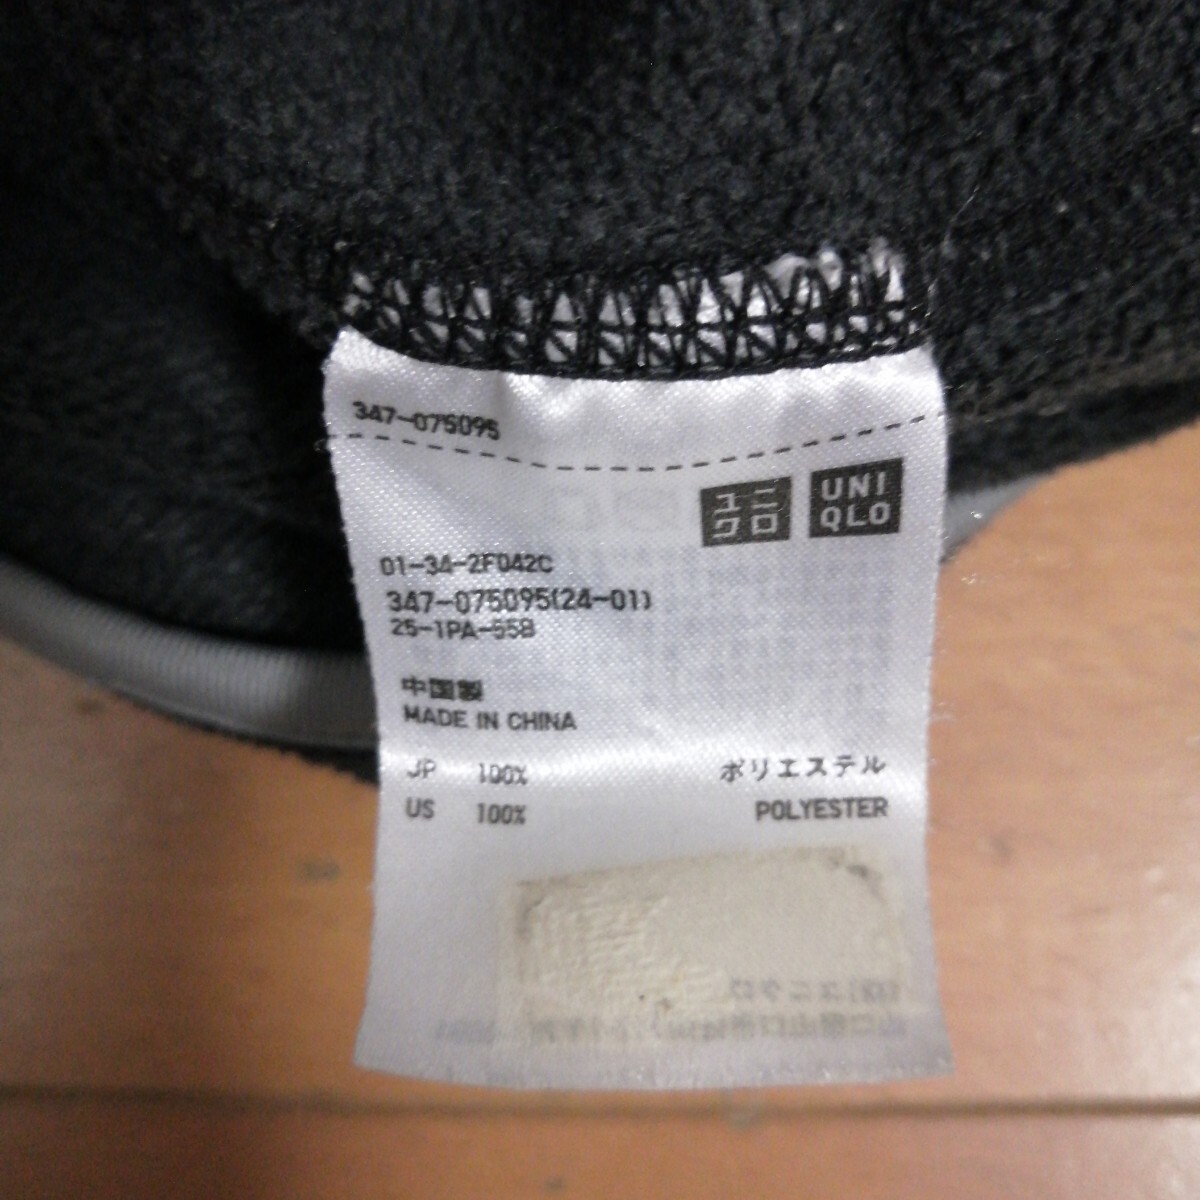 347-075095
ユニ UNI
クロ QLO
01-34-2F042C
347-075095(24-01)
25-1PA-55B
中国製
MADE IN CHINA
JP 100% ポリエステル
US 100% POLYESTER